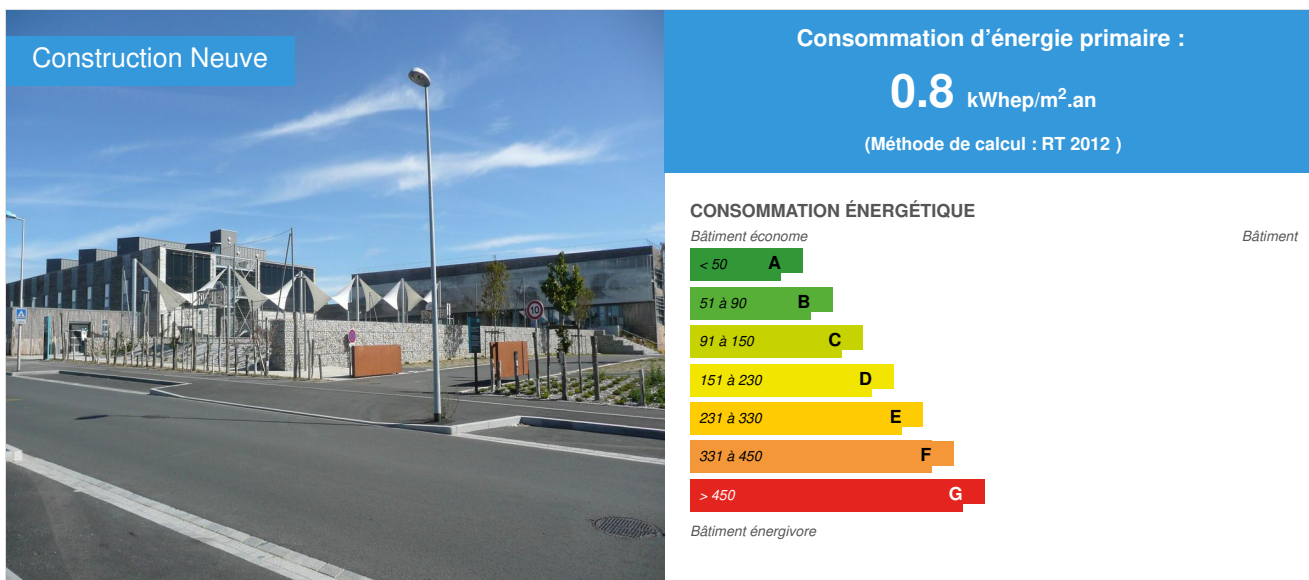 Construction Neuve
Consommation d'énergie primaire :
0.8 kWhep/m².an
(Méthode de calcul : RT 2012 )
CONSOMMATION ÉNERGÉTIQUE
Bâtiment économe
Bâtiment
< 50 A
51 à 90 B
91 à 150 C
151 à 230 D
231 à 330 E
331 à 450 F
> 450 G
Bâtiment énergivore
10